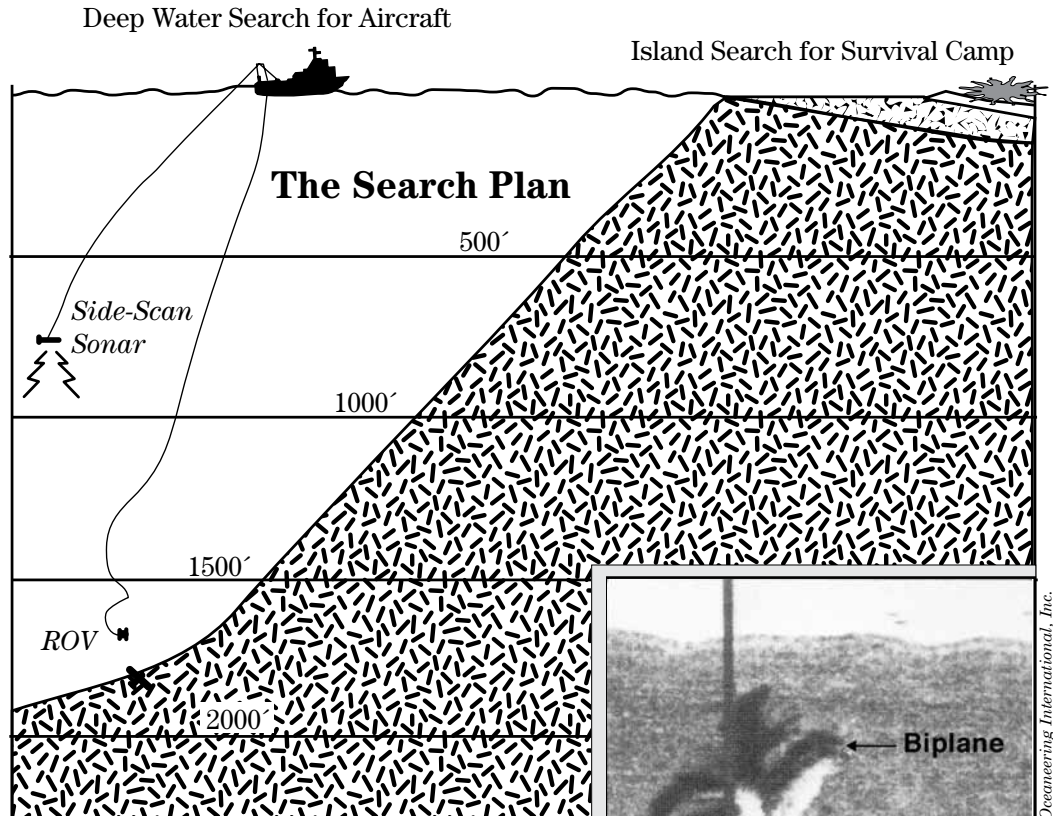 Deep Water Search for Aircraft
Island Search for Survival Camp
The Search Plan
500´
Side-Scan
Sonar
1000´
1500´
ROV
2000´
Biplane
Oceaneering International, Inc.